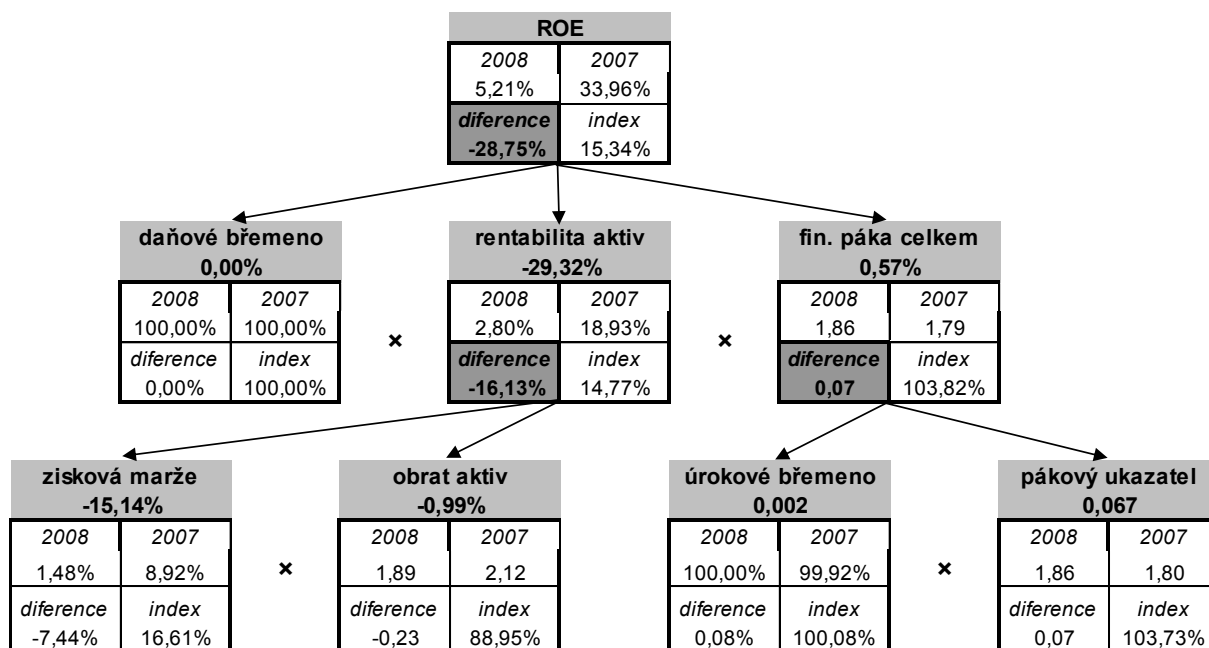 ROE
2008 2007
5,21% 33,96%
diference index
-28,75% 15,34%
daňové břemeno rentabilita aktiv fin. páka celkem
0,00% -29,32% 0,57%
2008 2007 2008 2007 2008 2007
100,00% 100,00% 2,80% 18,93% 1,86 1,79
× ×
diference index diference index diference index
0,00% 100,00% -16,13% 14,77% 0,07 103,82%
zisková marže obrat aktiv úrokové břemeno pákový ukazatel
-15,14% -0,99% 0,002 0,067
2008 2007 2008 2007 2008 2007 2008 2007
1,48% 8,92% × 1,89 2,12 100,00% 99,92% × 1,86 1,80
diference index diference index diference index diference index
-7,44% 16,61% -0,23 88,95% 0,08% 100,08% 0,07 103,73%